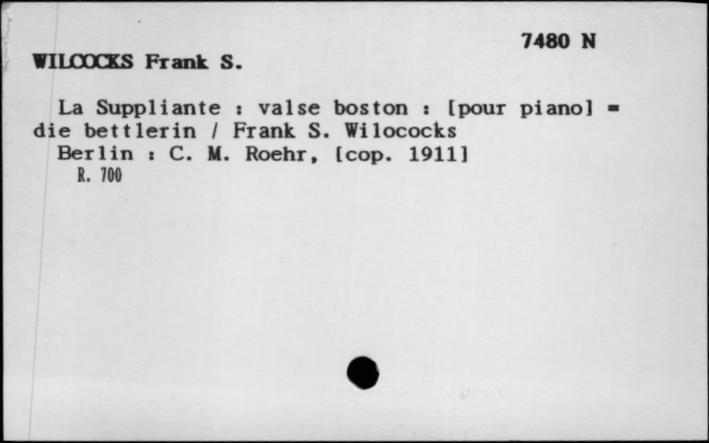 7480 N
WILCOCKS Frank S.
La Suppliante : valse boston : [pour piano] =
die bettlerin / Frank S. Wilococks
Berlin : C. M. Roehr, [cop. 1911]
R. 700